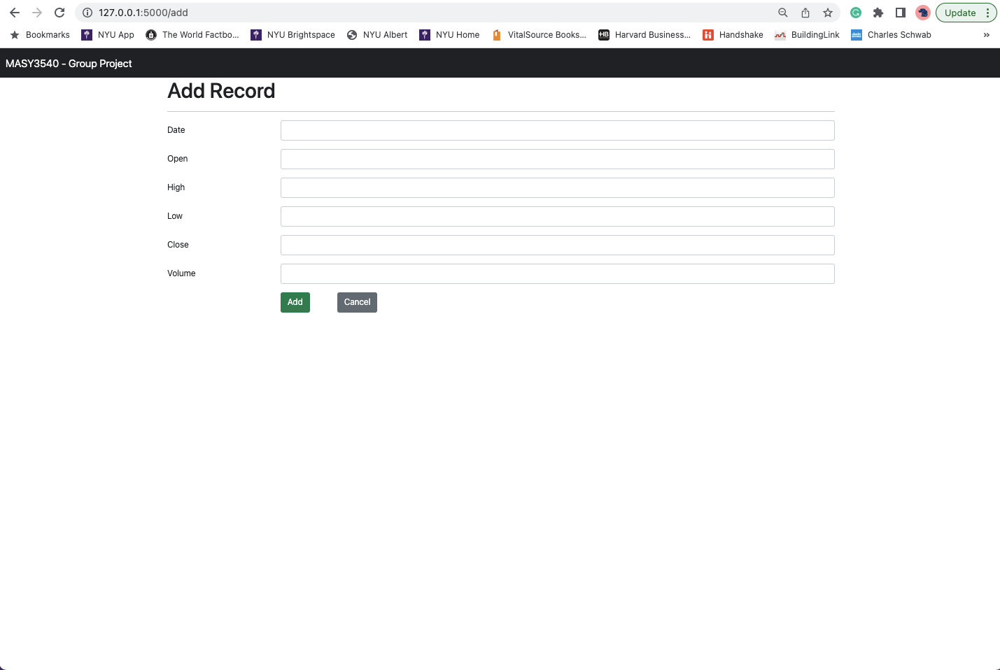 127.0.0.1:5000/add
Update
Bookmarks NYU App The World Factbo... NYU Brightspace NYU Albert NYU Home VitalSource Books... HB Harvard Business... Handshake BuildingLink Charles Schwab »
MASY3540 - Group Project
Add Record
Date
Open
High
Low
Close
Volume
Add Cancel